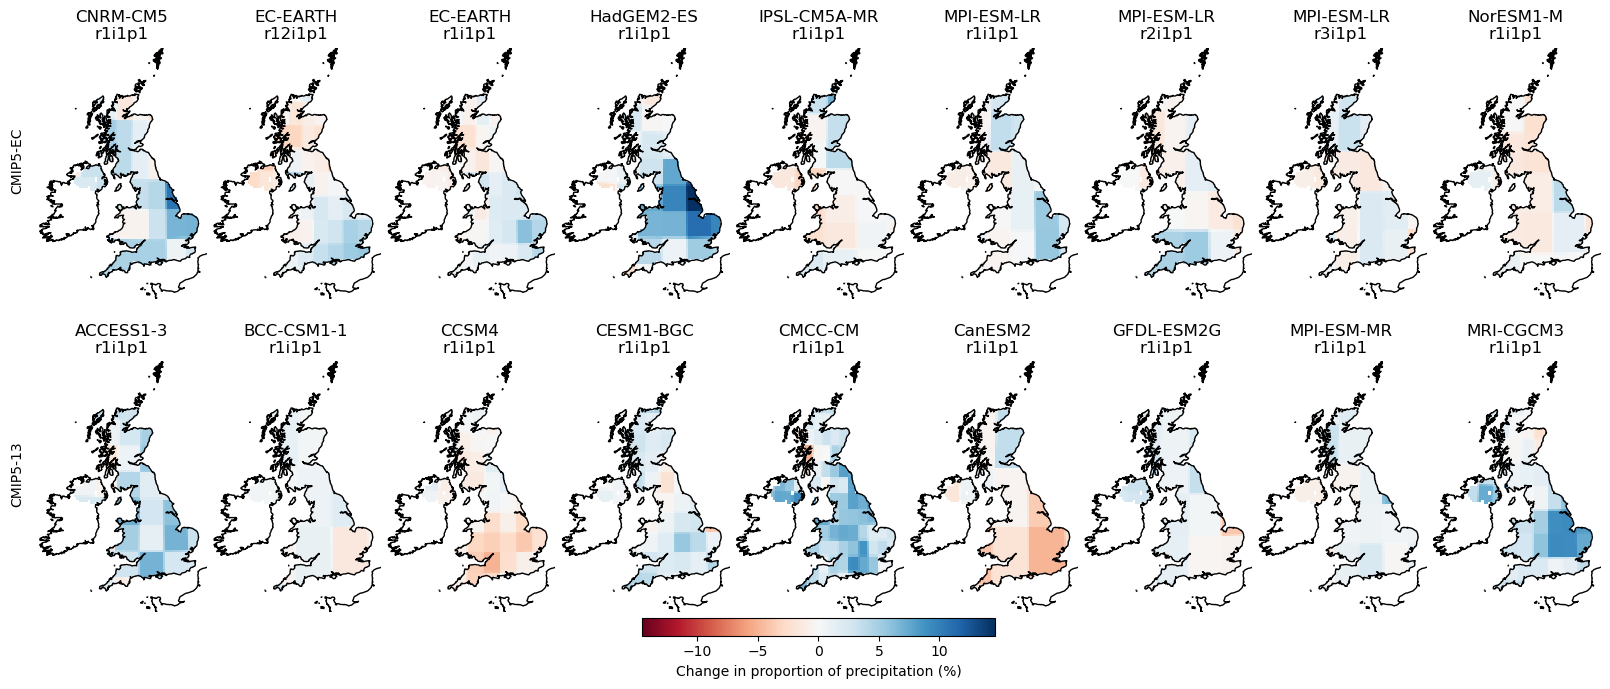 CNRM-CM5 EC-EARTH EC-EARTH HadGEM2-ES IPSL-CM5A-MR MPI-ESM-LR MPI-ESM-LR MPI-ESM-LR NorESM1-M
r1i1p1 r12i1p1 r1i1p1 r1i1p1 r1i1p1 r1i1p1 r2i1p1 r3i1p1 r1i1p1
CMIP5-EC
ACCESS1-3 BCC-CSM1-1 CCSM4 CESM1-BGC CMCC-CM CanESM2 GFDL-ESM2G MPI-ESM-MR MRI-CGCM3
r1i1p1 r1i1p1 r1i1p1 r1i1p1 r1i1p1 r1i1p1 r1i1p1 r1i1p1 r1i1p1
CMIP5-13
−10 −5 0 5 10
Change in proportion of precipitation (%)